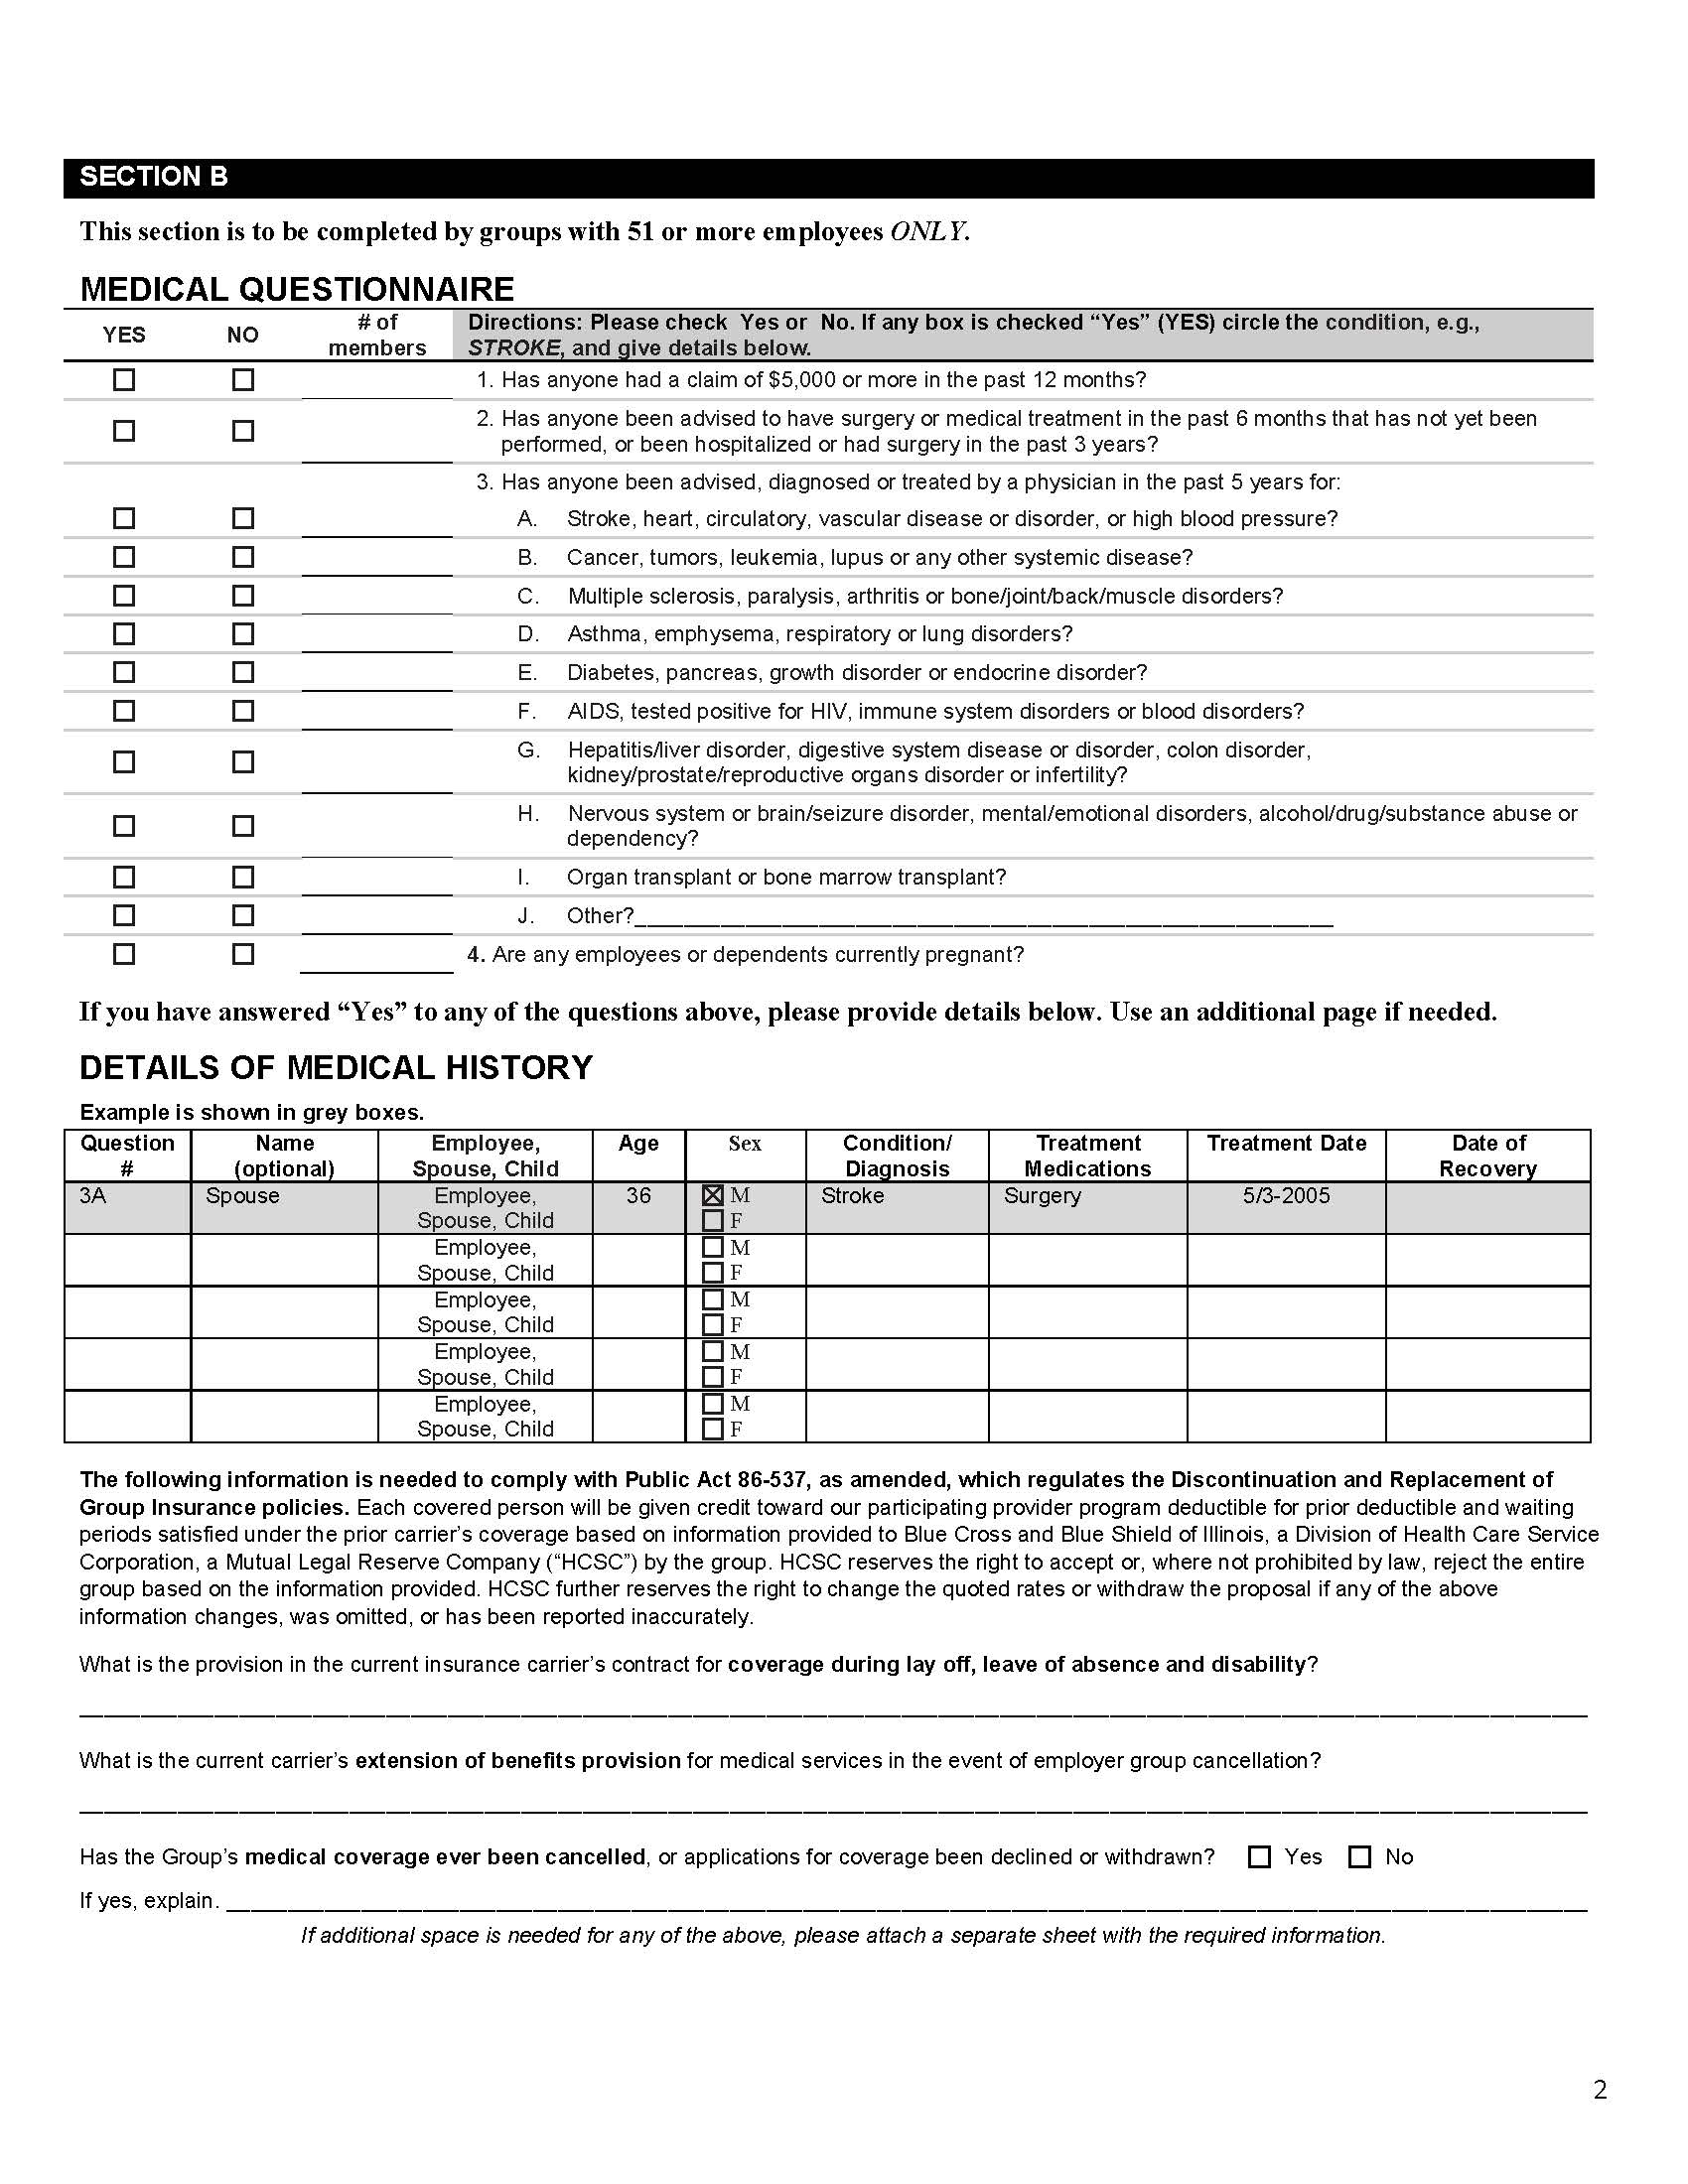 SECTION B
This section is to be completed by groups with 51 or more employees ONLY.
MEDICAL QUESTIONNAIRE
YES NO # of members Directions: Please check Yes or No. If any box is checked “Yes” (YES) circle the condition, e.g.,
STROKE, and give details below.
☐ ☐ 1. Has anyone had a claim of $5,000 or more in the past 12 months?
☐ ☐ 2. Has anyone been advised to have surgery or medical treatment in the past 6 months that has not yet been
performed, or been hospitalized or had surgery in the past 3 years?
3. Has anyone been advised, diagnosed or treated by a physician in the past 5 years for:
☐ ☐ A. Stroke, heart, circulatory, vascular disease or disorder, or high blood pressure?
☐ ☐ B. Cancer, tumors, leukemia, lupus or any other systemic disease?
☐ ☐ C. Multiple sclerosis, paralysis, arthritis or bone/joint/back/muscle disorders?
☐ ☐ D. Asthma, emphysema, respiratory or lung disorders?
☐ ☐ E. Diabetes, pancreas, growth disorder or endocrine disorder?
☐ ☐ F. AIDS, tested positive for HIV, immune system disorders or blood disorders?
☐ ☐ G. Hepatitis/liver disorder, digestive system disease or disorder, colon disorder,
kidney/prostate/reproductive organs disorder or infertility?
☐ ☐ H. Nervous system or brain/seizure disorder, mental/emotional disorders, alcohol/drug/substance abuse or
dependency?
☐ ☐ I. Organ transplant or bone marrow transplant?
☐ ☐ J. Other?____
☐ ☐ 4. Are any employees or dependents currently pregnant?
If you have answered “Yes” to any of the questions above, please provide details below. Use an additional page if needed.
DETAILS OF MEDICAL HISTORY
Example is shown in grey boxes.
Question Name Employee, Age Sex Condition/ Treatment Treatment Date Date of
# (optional) Spouse, Child Diagnosis Medications Recovery
3A Spouse Employee, 36 ☒ M Stroke Surgery 5/3-2005
Spouse, Child ☐ F
Employee, ☐ M
Spouse, Child ☐ F
Employee, ☐ M
Spouse, Child ☐ F
Employee, ☐ M
Spouse, Child ☐ F
Employee, ☐ M
Spouse, Child ☐ F
The following information is needed to comply with Public Act 86-537, as amended, which regulates the Discontinuation and Replacement of
Group Insurance policies. Each covered person will be given credit toward our participating provider program deductible for prior deductible and waiting
periods satisfied under the prior carrier’s coverage based on information provided to Blue Cross and Blue Shield of Illinois, a Division of Health Care Service
Corporation, a Mutual Legal Reserve Company (“HCSC”) by the group. HCSC reserves the right to accept or, where not prohibited by law, reject the entire
group based on the information provided. HCSC further reserves the right to change the quoted rates or withdraw the proposal if any of the above
information changes, was omitted, or has been reported inaccurately.
What is the provision in the current insurance carrier’s contract for coverage during lay off, leave of absence and disability?
What is the current carrier’s extension of benefits provision for medical services in the event of employer group cancellation?
Has the Group’s medical coverage ever been cancelled, or applications for coverage been declined or withdrawn? ☐ Yes ☐ No
If yes, explain. ____
If additional space is needed for any of the above, please attach a separate sheet with the required information.
2